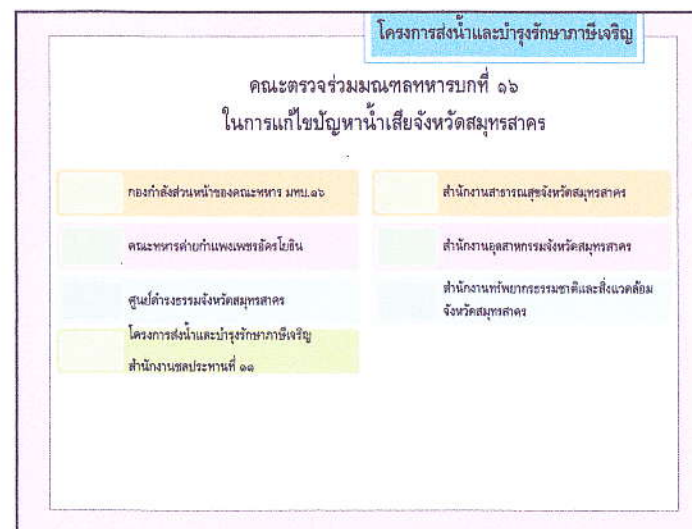 โครงการส่งน้ำและบำรุงรักษาภาษีเจริญ
คณะตรวจร่วมมณฑลทหารบกที่ ๑๖
ในการแก้ไขปัญหาน้ำเสียจังหวัดสมุทรสาคร
กองกำลังส่วนหน้าของคณะทหาร มทบ.๑๖
สำนักงานสาธารณสุขจังหวัดสมุทรสาคร
คณะทหารค่ายกำแพงเพชรอัครโยธิน
สำนักงานอุตสาหกรรมจังหวัดสมุทรสาคร
ศูนย์ดำรงธรรมจังหวัดสมุทรสาคร
สำนักงานทรัพยากรธรรมชาติและสิ่งแวดล้อม
จังหวัดสมุทรสาคร
โครงการส่งน้ำและบำรุงรักษาภาษีเจริญ
สำนักงานชลประทานที่ ๑๑